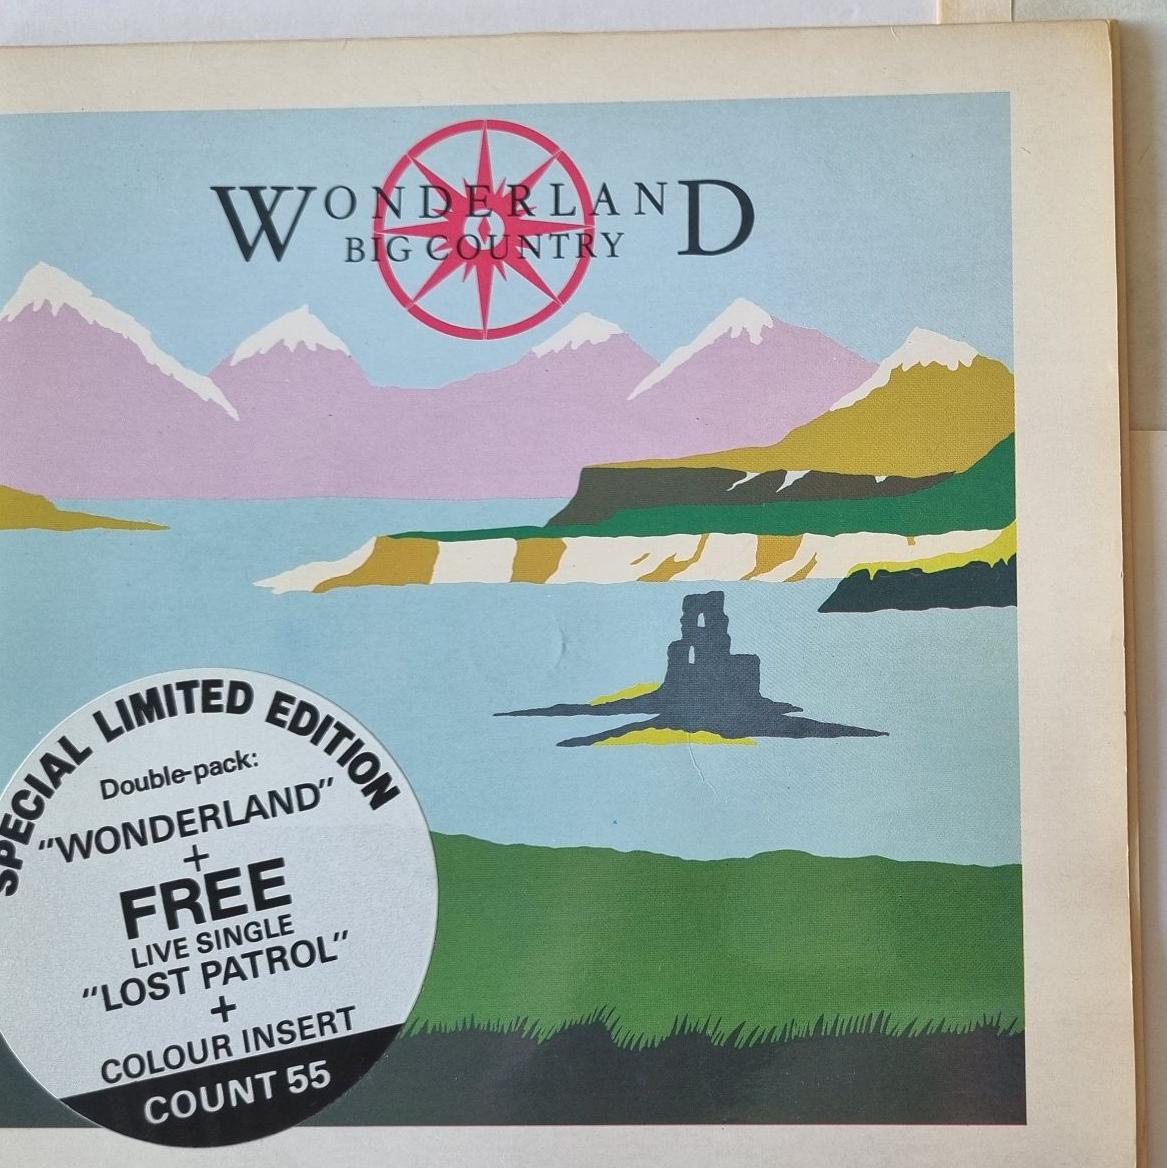 WONDERLAND
BIG COUNTRY
SPECIAL LIMITED EDITION
Double-pack:
"WONDERLAND"
+
FREE
LIVE SINGLE
"LOST PATROL"
+
COLOUR INSERT
COUNT 55